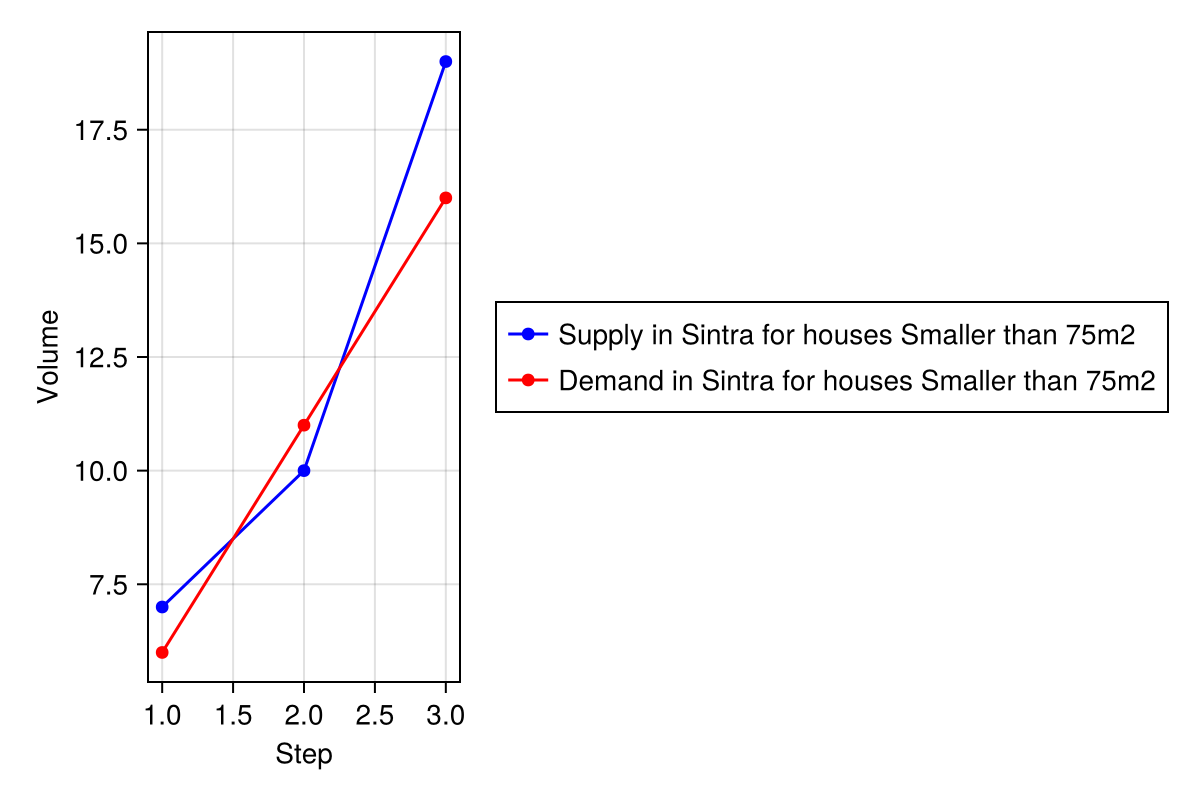 17.5
15.0
12.5
10.0
7.5
Volume
1.0 1.5 2.0 2.5 3.0
Step
Supply in Sintra for houses Smaller than 75m2
Demand in Sintra for houses Smaller than 75m2